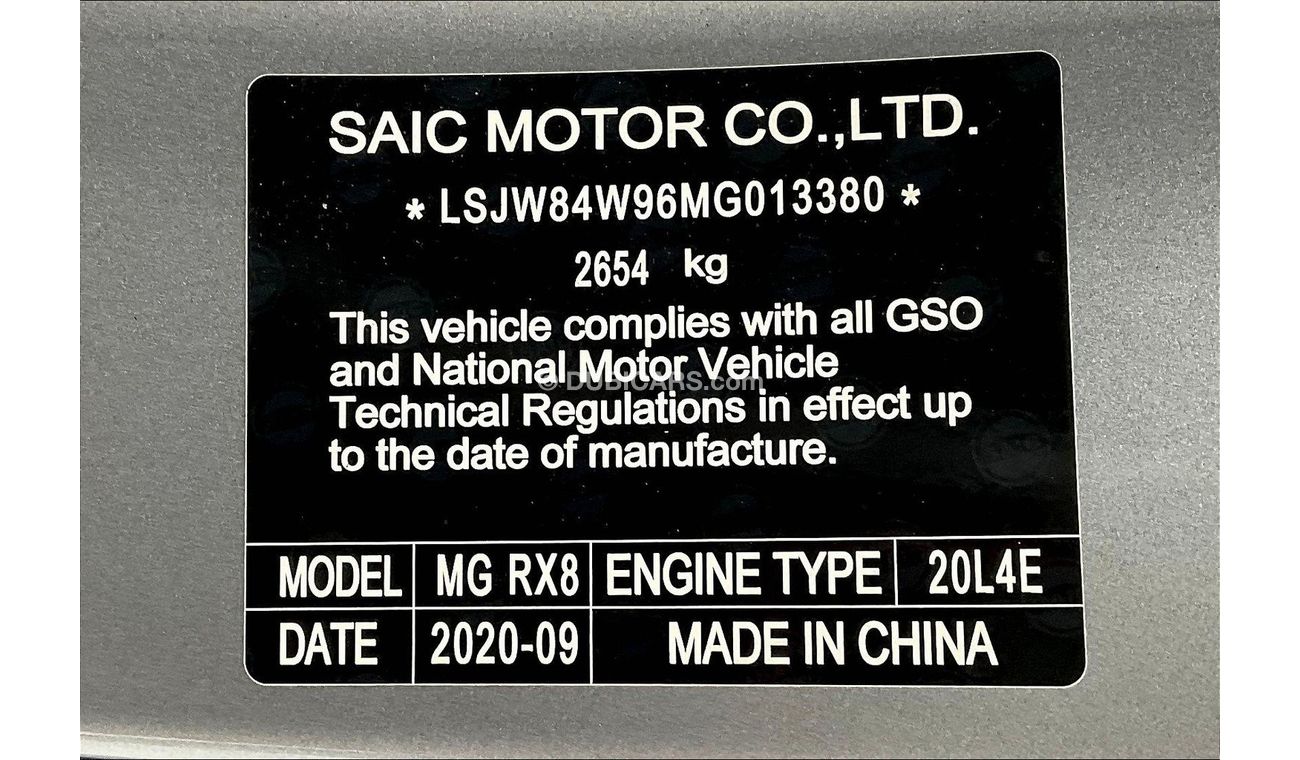 SAIC MOTOR CO.,LTD.
* LSJW84W96MG013380 *
2654 kg
This vehicle complies with all GSO
and National Motor Vehicle
© DUBICARS.com
Technical Regulations in effect up
to the date of manufacture.
MODEL MG RX8 ENGINE TYPE 20L4E
DATE 2020-09 MADE IN CHINA